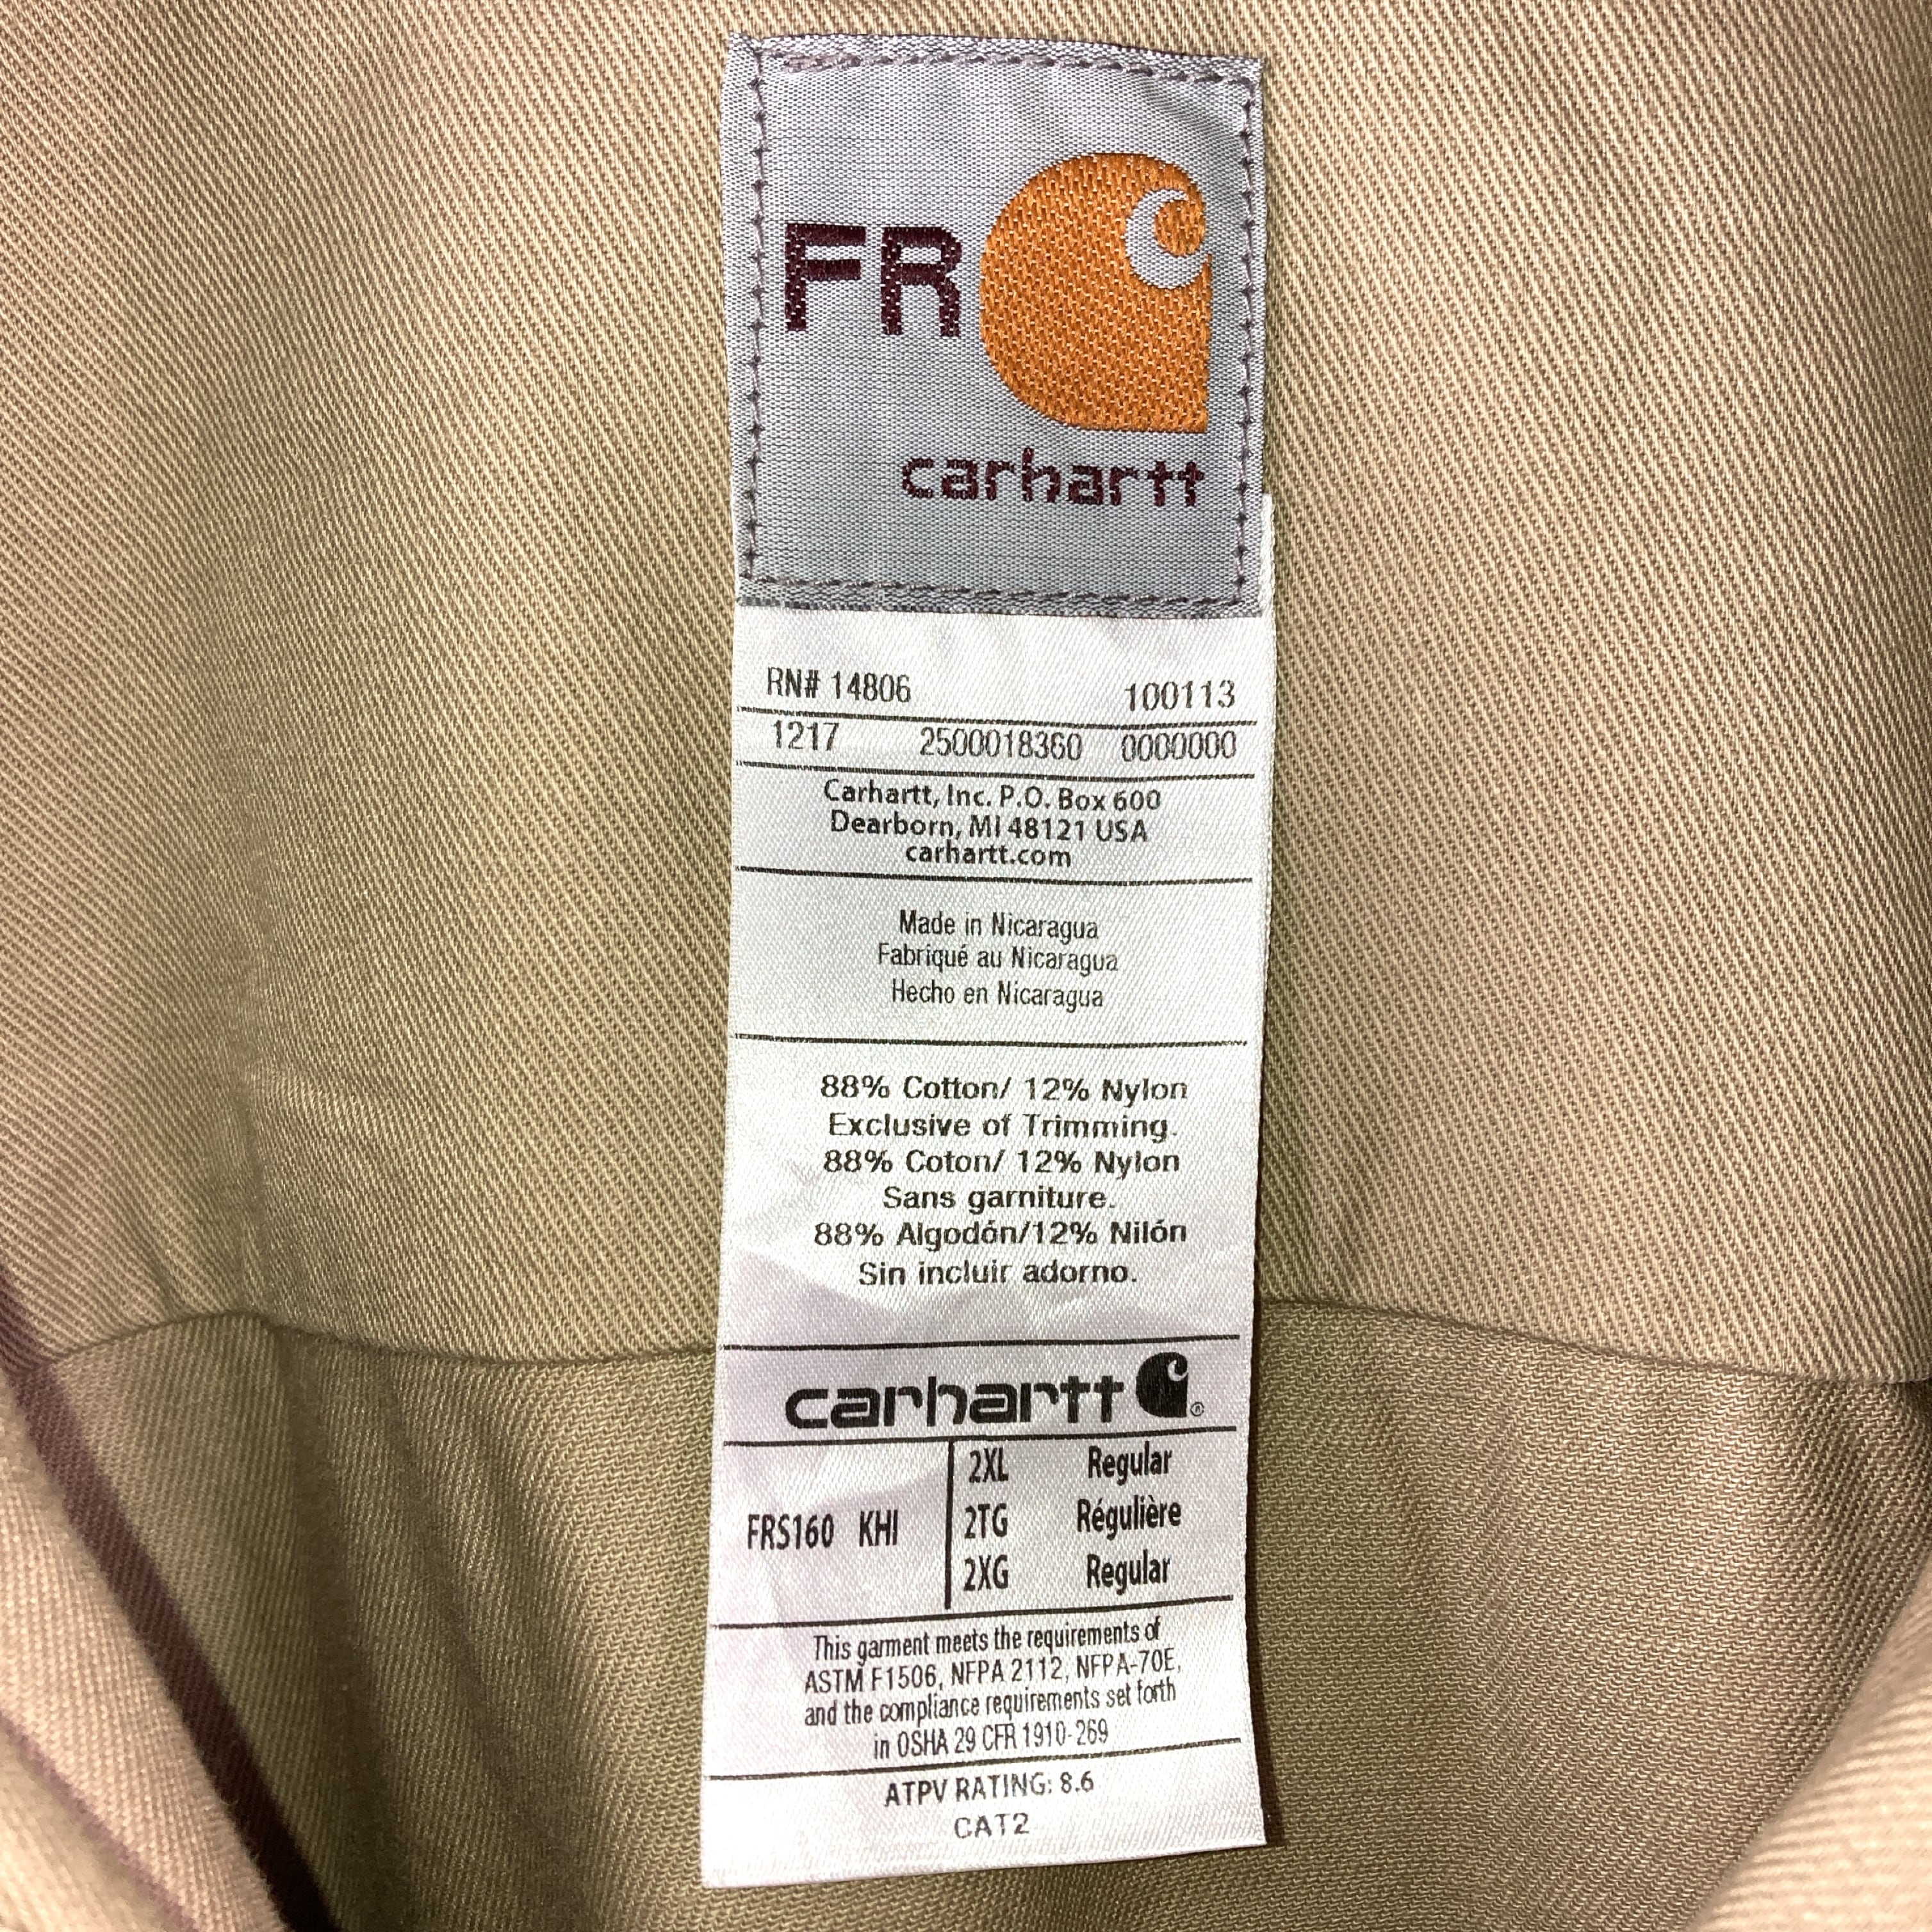 FR
carhartt
RN# 14806 100113
1217 2500018360 0000000
Carhartt, Inc. P.O. Box 600
Dearborn, MI 48121 USA
carhartt.com
Made in Nicaragua
Fabriqué au Nicaragua
Hecho en Nicaragua
88% Cotton/ 12% Nylon
Exclusive of Trimming.
88% Coton/ 12% Nylon
Sans garniture.
88% Algodón/12% Nilón
Sin incluir adorno.
carhartt ®
2XL Regular
FRS160 KHI 2TG Régulière
2XG Regular
This garment meets the requirements of
ASTM F1506, NFPA 2112, NFPA-70E,
and the compliance requirements set forth
in OSHA 29 CFR 1910-269
ATPV RATING: 8.6
CAT2